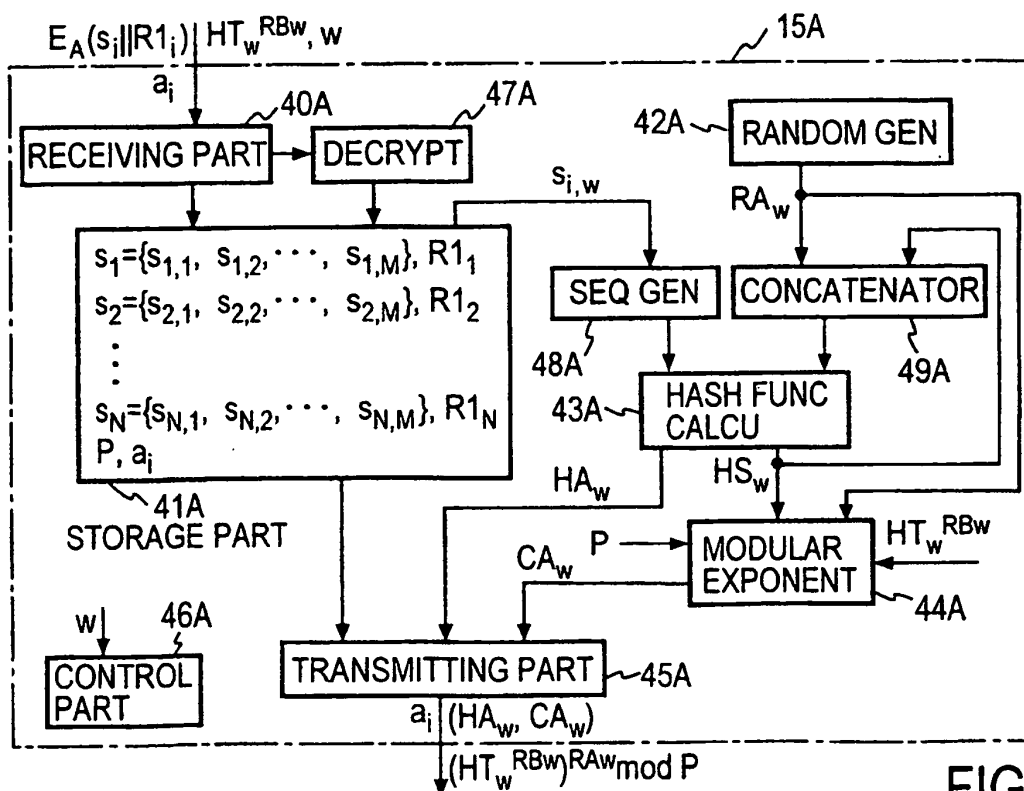 E_A(s_i||R1_i) HT_w^RBw, w
15A
a_i
40A
47A
42A
RECEIVING PART
DECRYPT
RANDOM GEN
s_i,w
RA_w
s_1={s_1,1, s_1,2, ···, s_1,M}, R1_1
s_2={s_2,1, s_2,2, ···, s_2,M}, R1_2
⋮
s_N={s_N,1, s_N,2, ···, s_N,M}, R1_N
P, a_i
SEQ GEN
CONCATENATOR
48A
49A
43A
HASH FUNC
CALCU
HA_w
HS_w
41A
STORAGE PART
P
MODULAR
EXPONENT
HT_w^RBw
CA_w
44A
w
46A
CONTROL
PART
TRANSMITTING PART
45A
a_i (HA_w, CA_w)
(HT_w^RBw)^RAw mod P
FIG